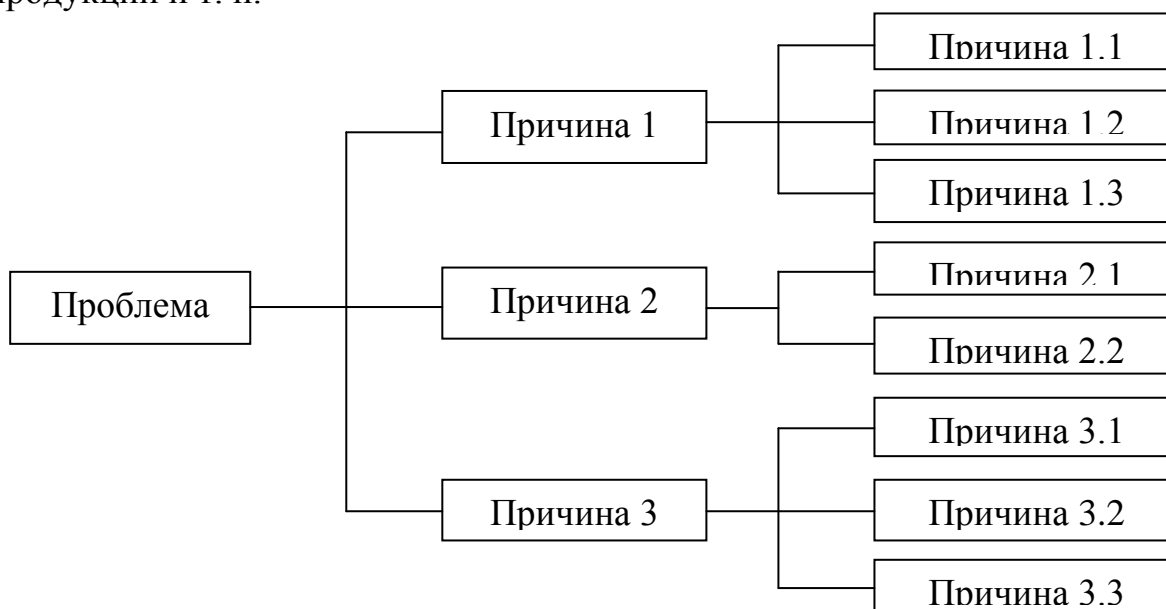 продукции и т. п.
Причина 1.1
Причина 1
Причина 1.2
Причина 1.3
Причина 2.1
Проблема
Причина 2
Причина 2.2
Причина 3.1
Причина 3
Причина 3.2
Причина 3.3